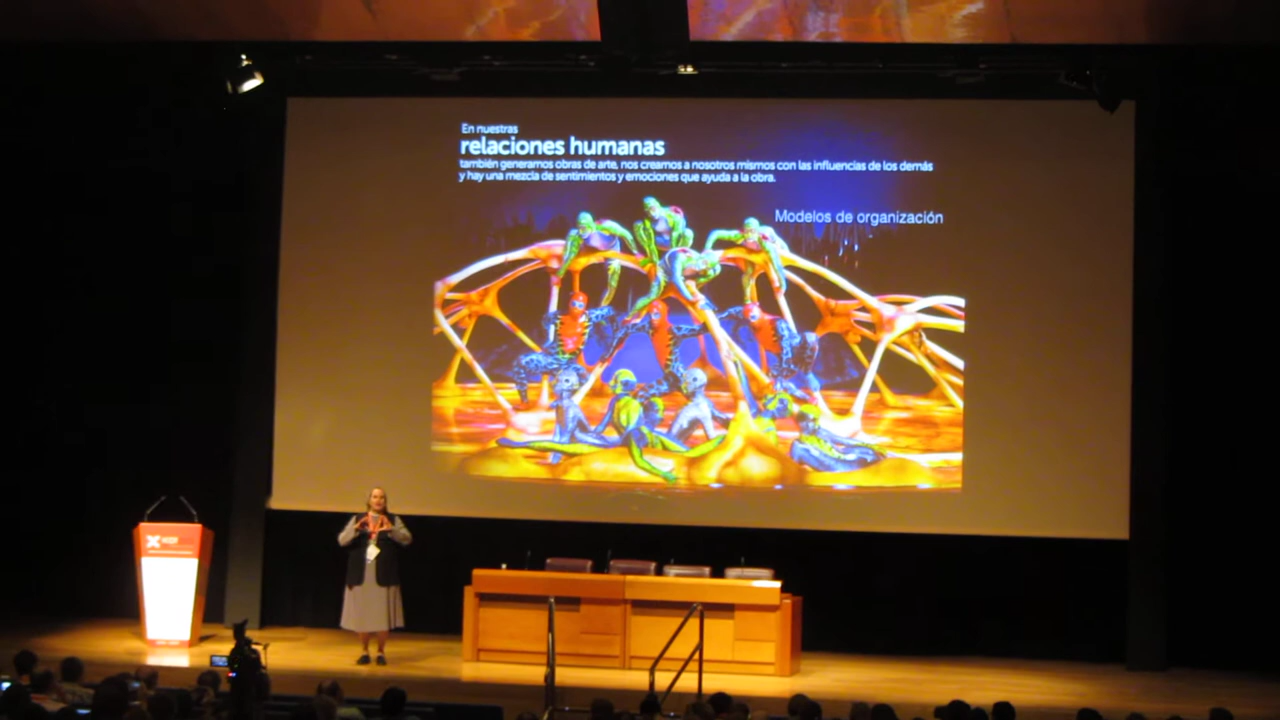 En nuestras
relaciones humanas
también generamos obras de arte, nos creamos a nosotros mismos con las influencias de los demás
y hay una mezcla de sentimientos y emociones que ayuda a la obra.
Modelos de organización